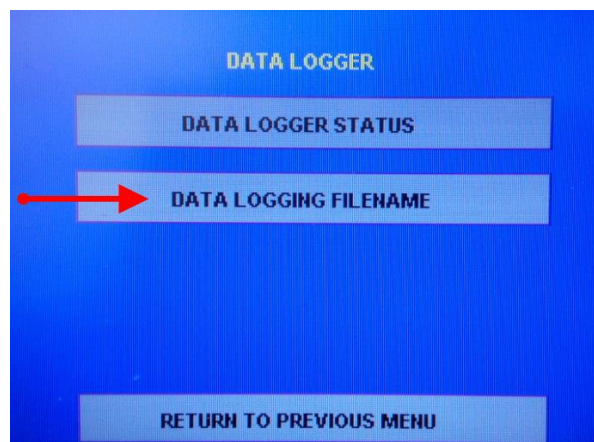 DATA LOGGER
DATA LOGGER STATUS
DATA LOGGING FILENAME
RETURN TO PREVIOUS MENU